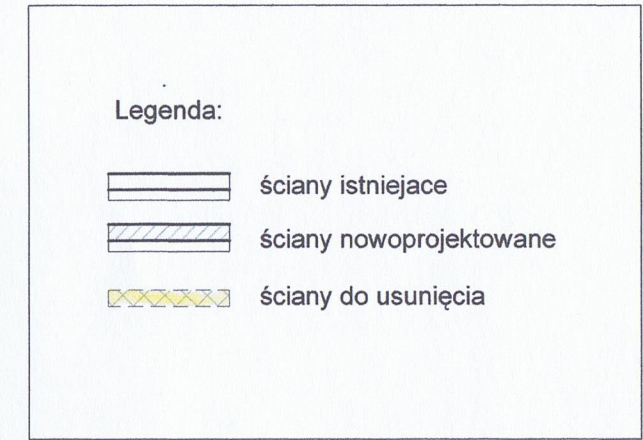 Legenda:
ściany istniejace
ściany nowoprojektowane
ściany do usunięcia